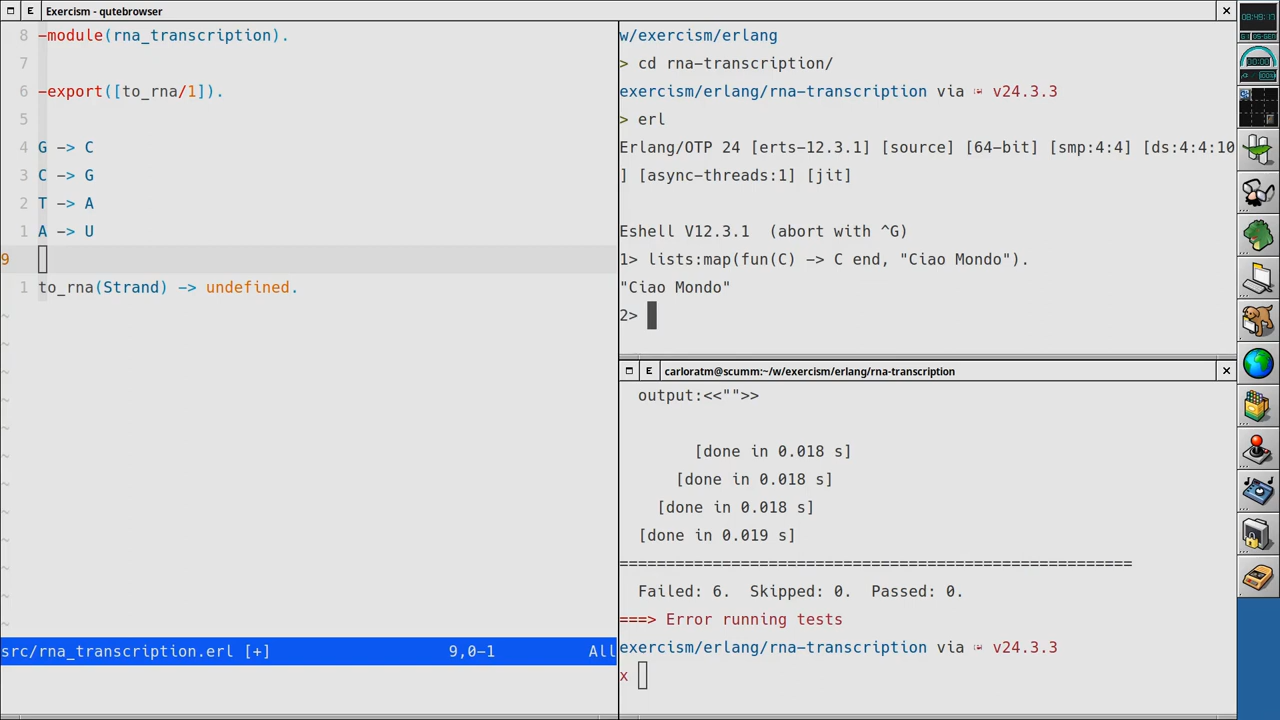 E Exercism - qutebrowser
8 -module(rna_transcription).
7
6 -export([to_rna/1]).
5
4 G -> C
3 C -> G
2 T -> A
1 A -> U
9
1 to_rna(Strand) -> undefined.
~
~
~
~
~
~
~
~
~
~
~
~
src/rna_transcription.erl [+] 9,0-1 All
w/exercism/erlang
> cd rna-transcription/
exercism/erlang/rna-transcription via v24.3.3
> erl
Erlang/OTP 24 [erts-12.3.1] [source] [64-bit] [smp:4:4] [ds:4:4:10
] [async-threads:1] [jit]
Eshell V12.3.1 (abort with ^G)
1> lists:map(fun(C) -> C end, "Ciao Mondo").
"Ciao Mondo"
2>
E carloratm@scumm:~/w/exercism/erlang/rna-transcription
output:<<"">>
[done in 0.018 s]
[done in 0.018 s]
[done in 0.018 s]
[done in 0.019 s]
=======================================================
Failed: 6. Skipped: 0. Passed: 0.
===> Error running tests
exercism/erlang/rna-transcription via v24.3.3
x